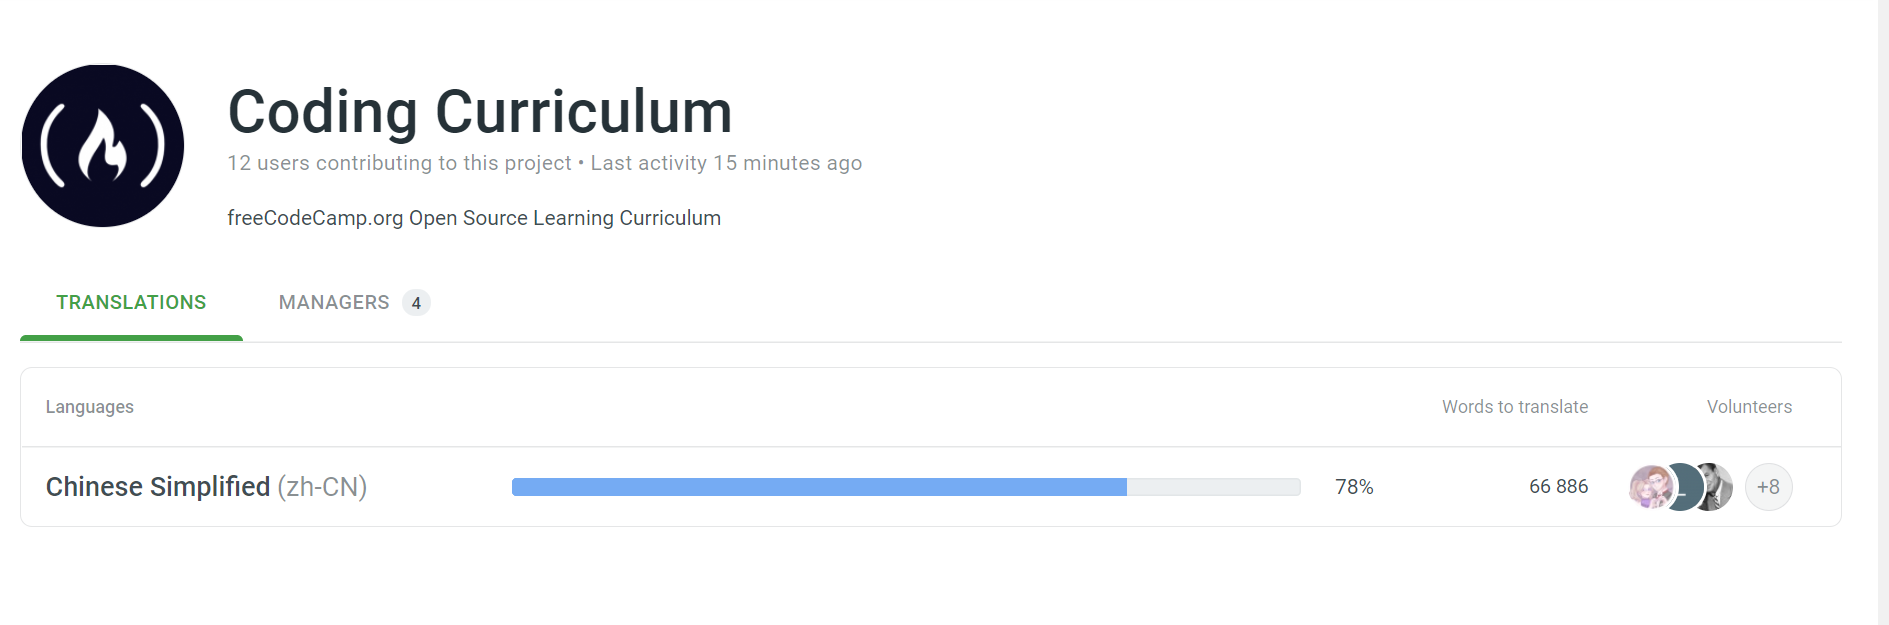 Coding Curriculum
12 users contributing to this project • Last activity 15 minutes ago
freeCodeCamp.org Open Source Learning Curriculum
TRANSLATIONS MANAGERS 4
Languages Words to translate Volunteers
Chinese Simplified (zh-CN) 78% 66 886 +8